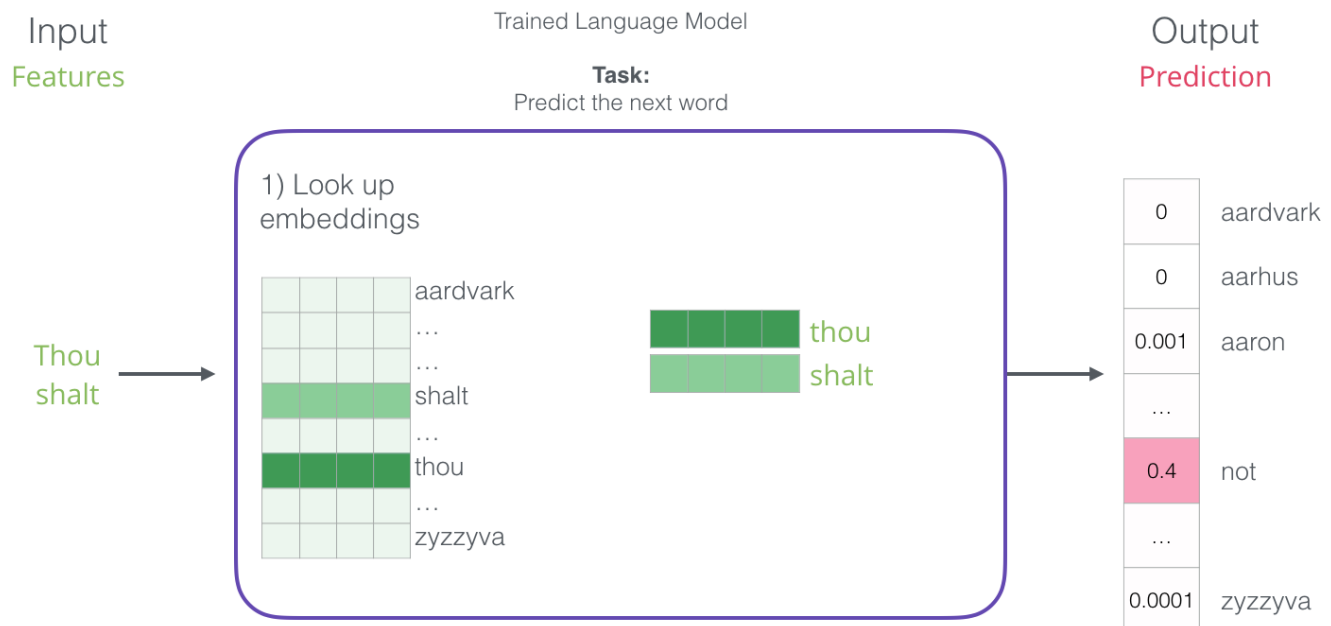 Input
Features
Trained Language Model
Task:
Predict the next word
Output
Prediction
Thou
shalt
1) Look up
embeddings
aardvark
...
...
shalt
...
thou
...
zyzzyva
thou
shalt
0 aardvark
0 aarhus
0.001 aaron
...
0.4 not
...
0.0001 zyzzyva